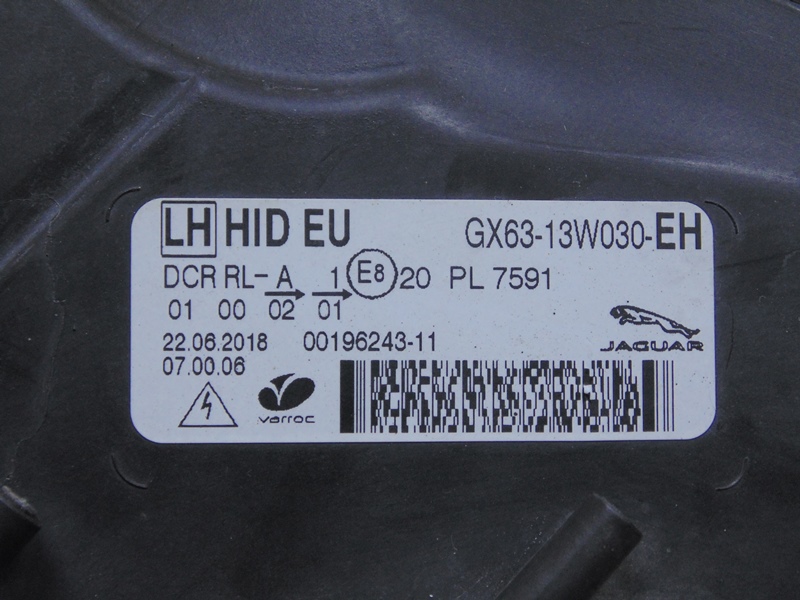 LH HID EU GX63-13W030-EH
DCR RL- A 1 E8 20 PL 7591
01 00 02 01
22.06.2018 00196243-11
07.00.06
JAGUAR
varroc